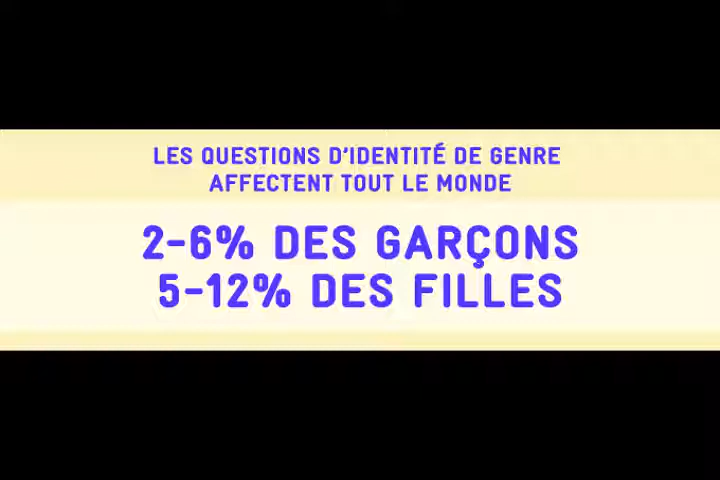 LES QUESTIONS D'IDENTITÉ DE GENRE
AFFECTENT TOUT LE MONDE
2-6% DES GARÇONS
5-12% DES FILLES